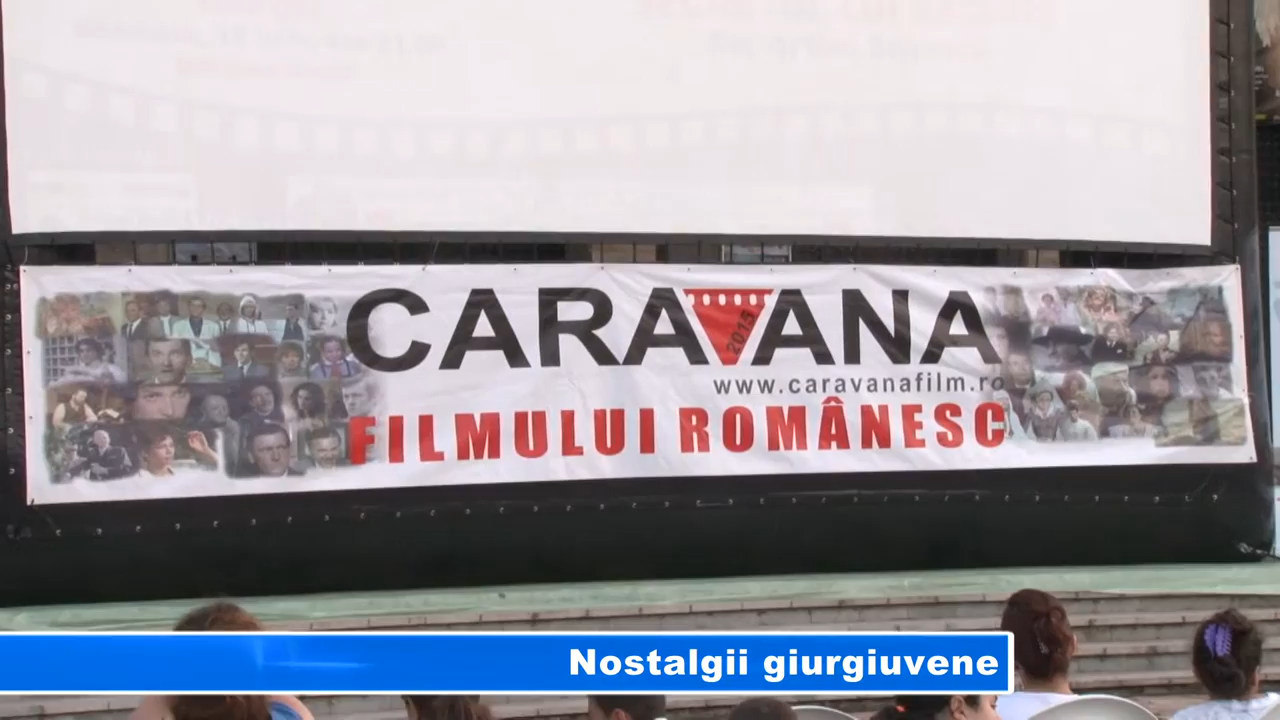 CARAVANA
2015
www.caravanafilm.ro
FILMULUI ROMÂNESC
Nostalgii giurgiuvene